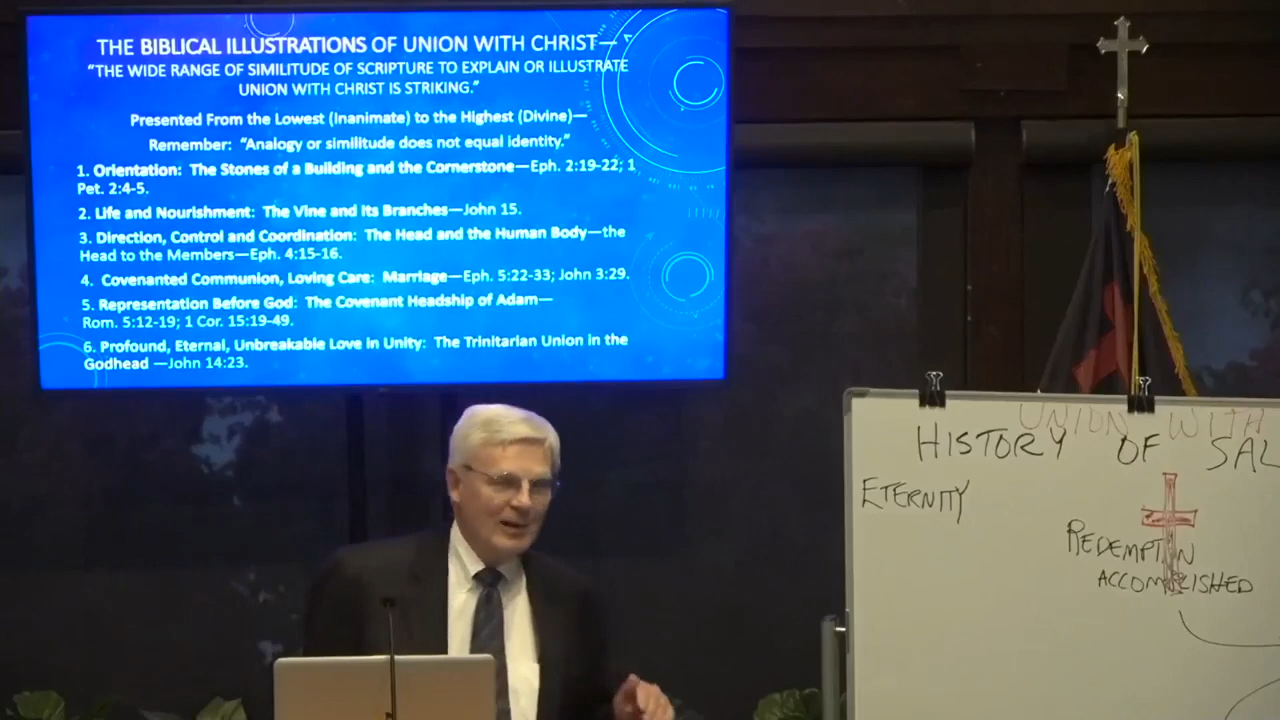 THE BIBLICAL ILLUSTRATIONS OF UNION WITH CHRIST—
"THE WIDE RANGE OF SIMILITUDE OF SCRIPTURE TO EXPLAIN OR ILLUSTRATE
UNION WITH CHRIST IS STRIKING."
Presented From the Lowest (Inanimate) to the Highest (Divine)—
Remember: "Analogy or similitude does not equal identity."
1. Orientation: The Stones of a Building and the Cornerstone—Eph. 2:19-22; 1
Pet. 2:4-5.
2. Life and Nourishment: The Vine and Its Branches—John 15.
3. Direction, Control and Coordination: The Head and the Human Body—the
Head to the Members—Eph. 4:15-16.
4. Covenanted Communion, Loving Care: Marriage—Eph. 5:22-33; John 3:29.
5. Representation Before God: The Covenant Headship of Adam—
Rom. 5:12-19; 1 Cor. 15:19-49.
6. Profound, Eternal, Unbreakable Love in Unity: The Trinitarian Union in the
Godhead —John 14:23.
UNION WITH
HISTORY OF SAL
ETERNITY
REDEMPTION
ACCOMPLISHED